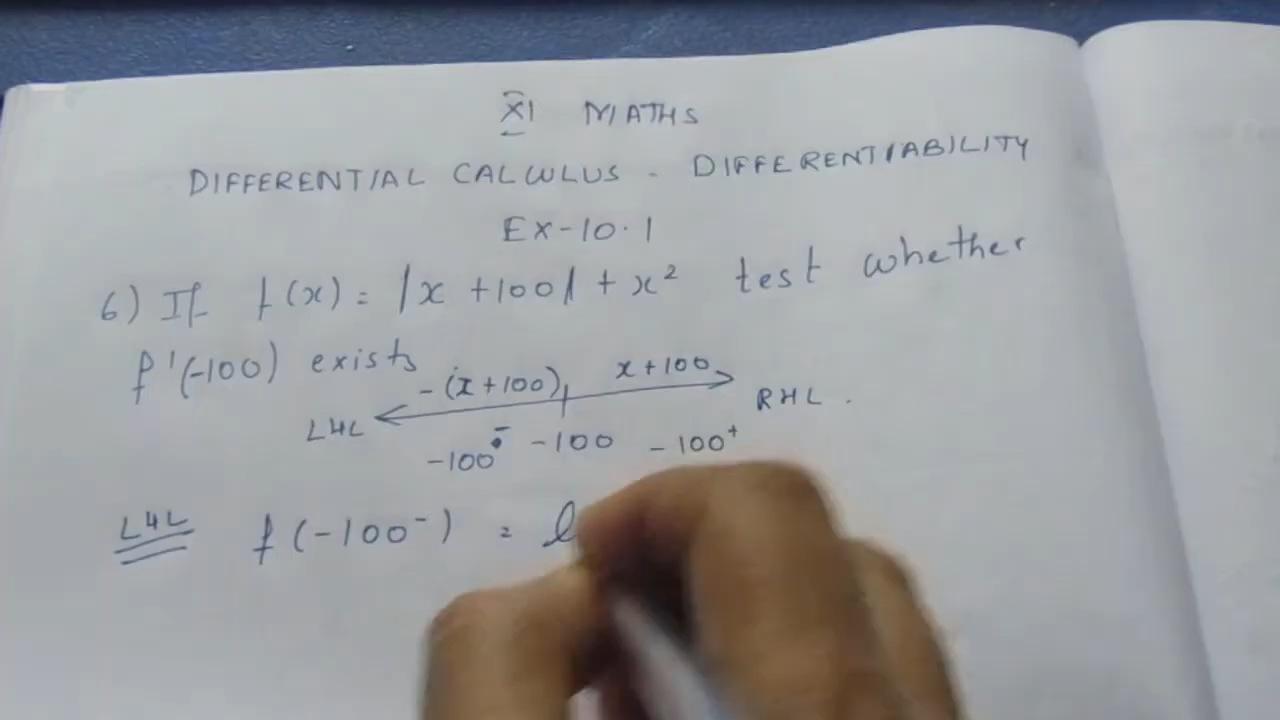 XI MATHS
DIFFERENTIAL CALCULUS - DIFFERENTIABILITY
EX-10.1
6) If f(x) = |x +100| + x² test whether
f'(-100) exists
-(x+100) x+100
LHL RHL.
-100⁻ -100 -100⁺
LHL f(-100⁻) =